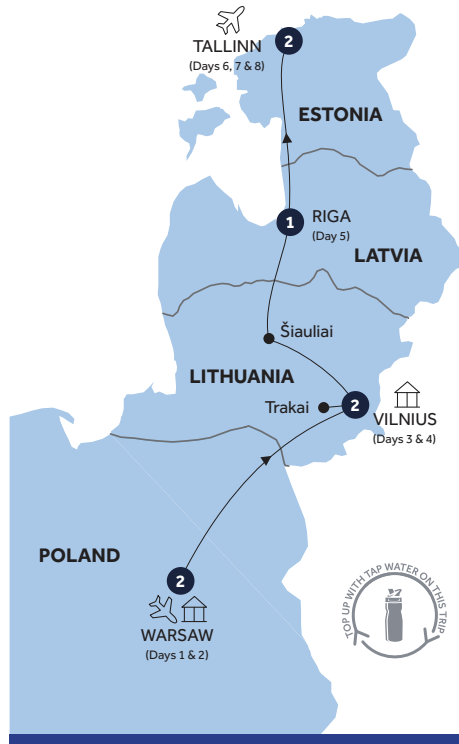 TALLINN
2
(Days 6, 7 & 8)
ESTONIA
1
RIGA
(Day 5)
LATVIA
Šiauliai
LITHUANIA
Trakai
2
VILNIUS
(Days 3 & 4)
POLAND
2
WARSAW
(Days 1 & 2)
TOP UP WITH TAP WATER ON THIS TRIP